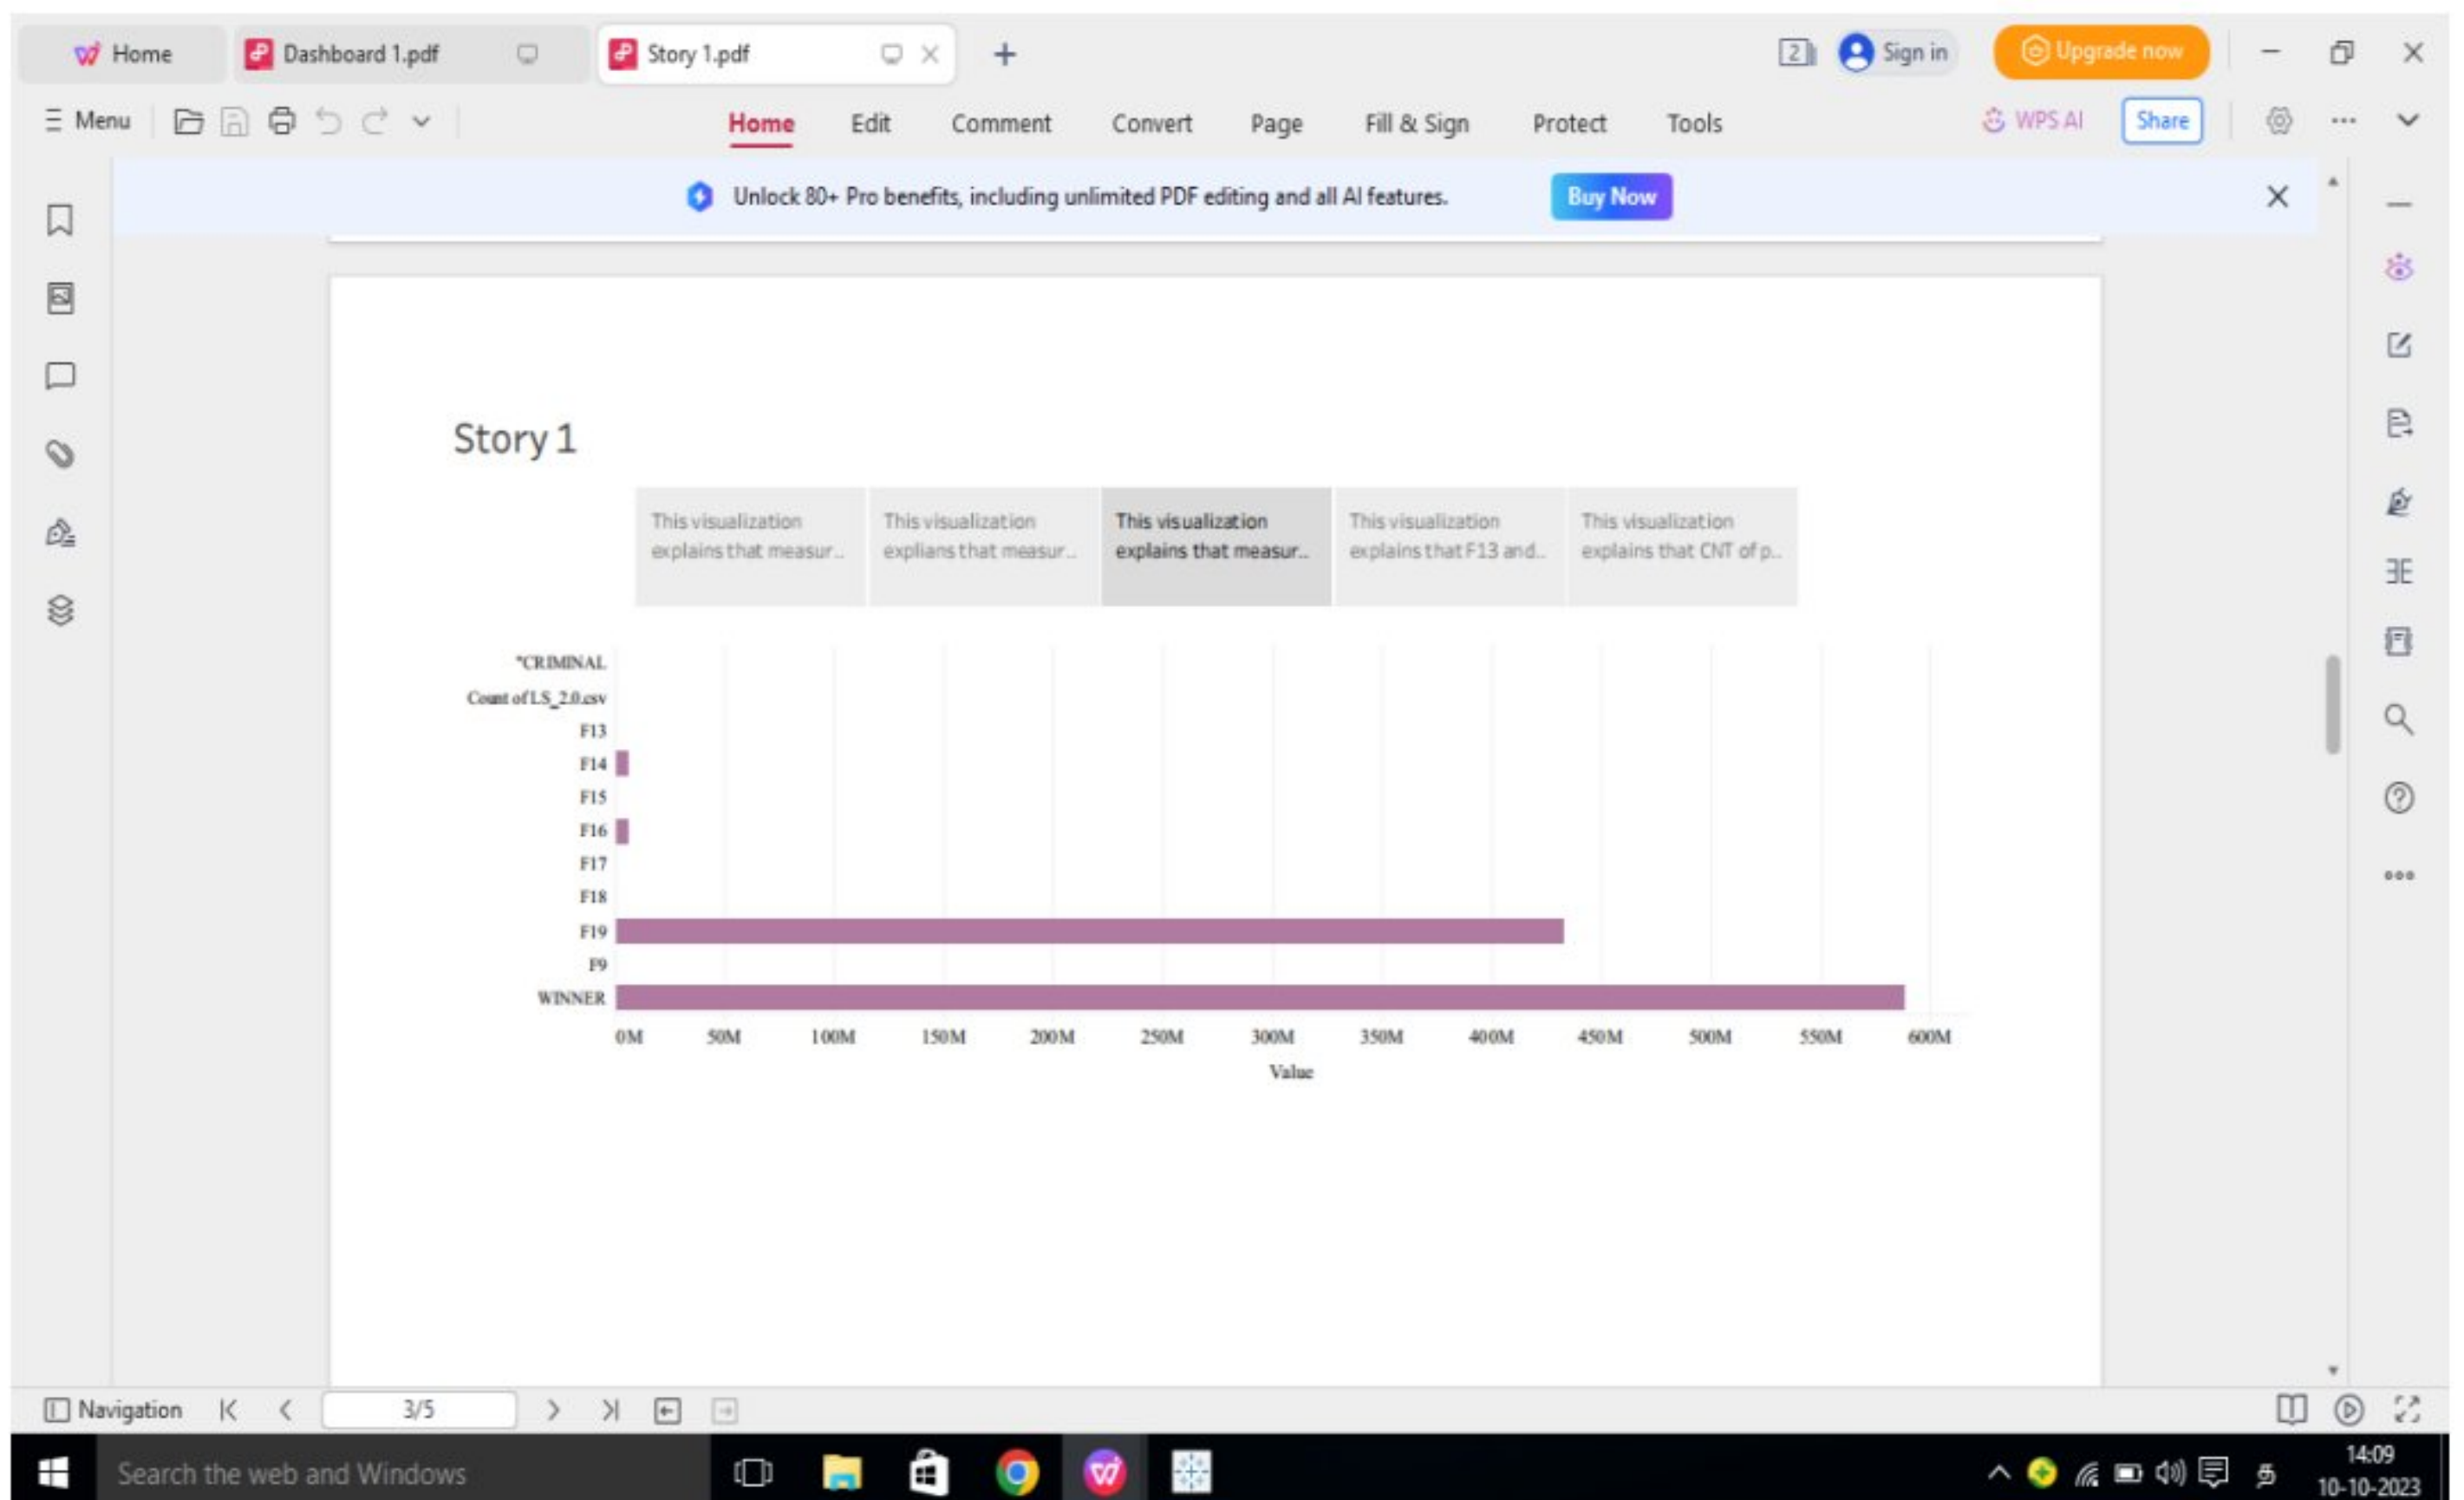 Home Dashboard 1.pdf Story 1.pdf 2 Sign in Upgrade now
Menu Home Edit Comment Convert Page Fill & Sign Protect Tools WPS AI Share
Unlock 80+ Pro benefits, including unlimited PDF editing and all AI features. Buy Now
Story 1
This visualization
explains that measur...
This visualization
explians that measur...
This visualization
explains that measur...
This visualization
explains that F13 and..
This visualization
explains that CNT of p..
*CRIMINAL
Count of LS_2.0.csv
F13
F14
F15
F16
F17
F18
F19
F9
WINNER
0M 50M 100M 150M 200M 250M 300M 350M 400M 450M 500M 550M 600M
Value
Navigation 3/5
Search the web and Windows
த
14:09
10-10-2023